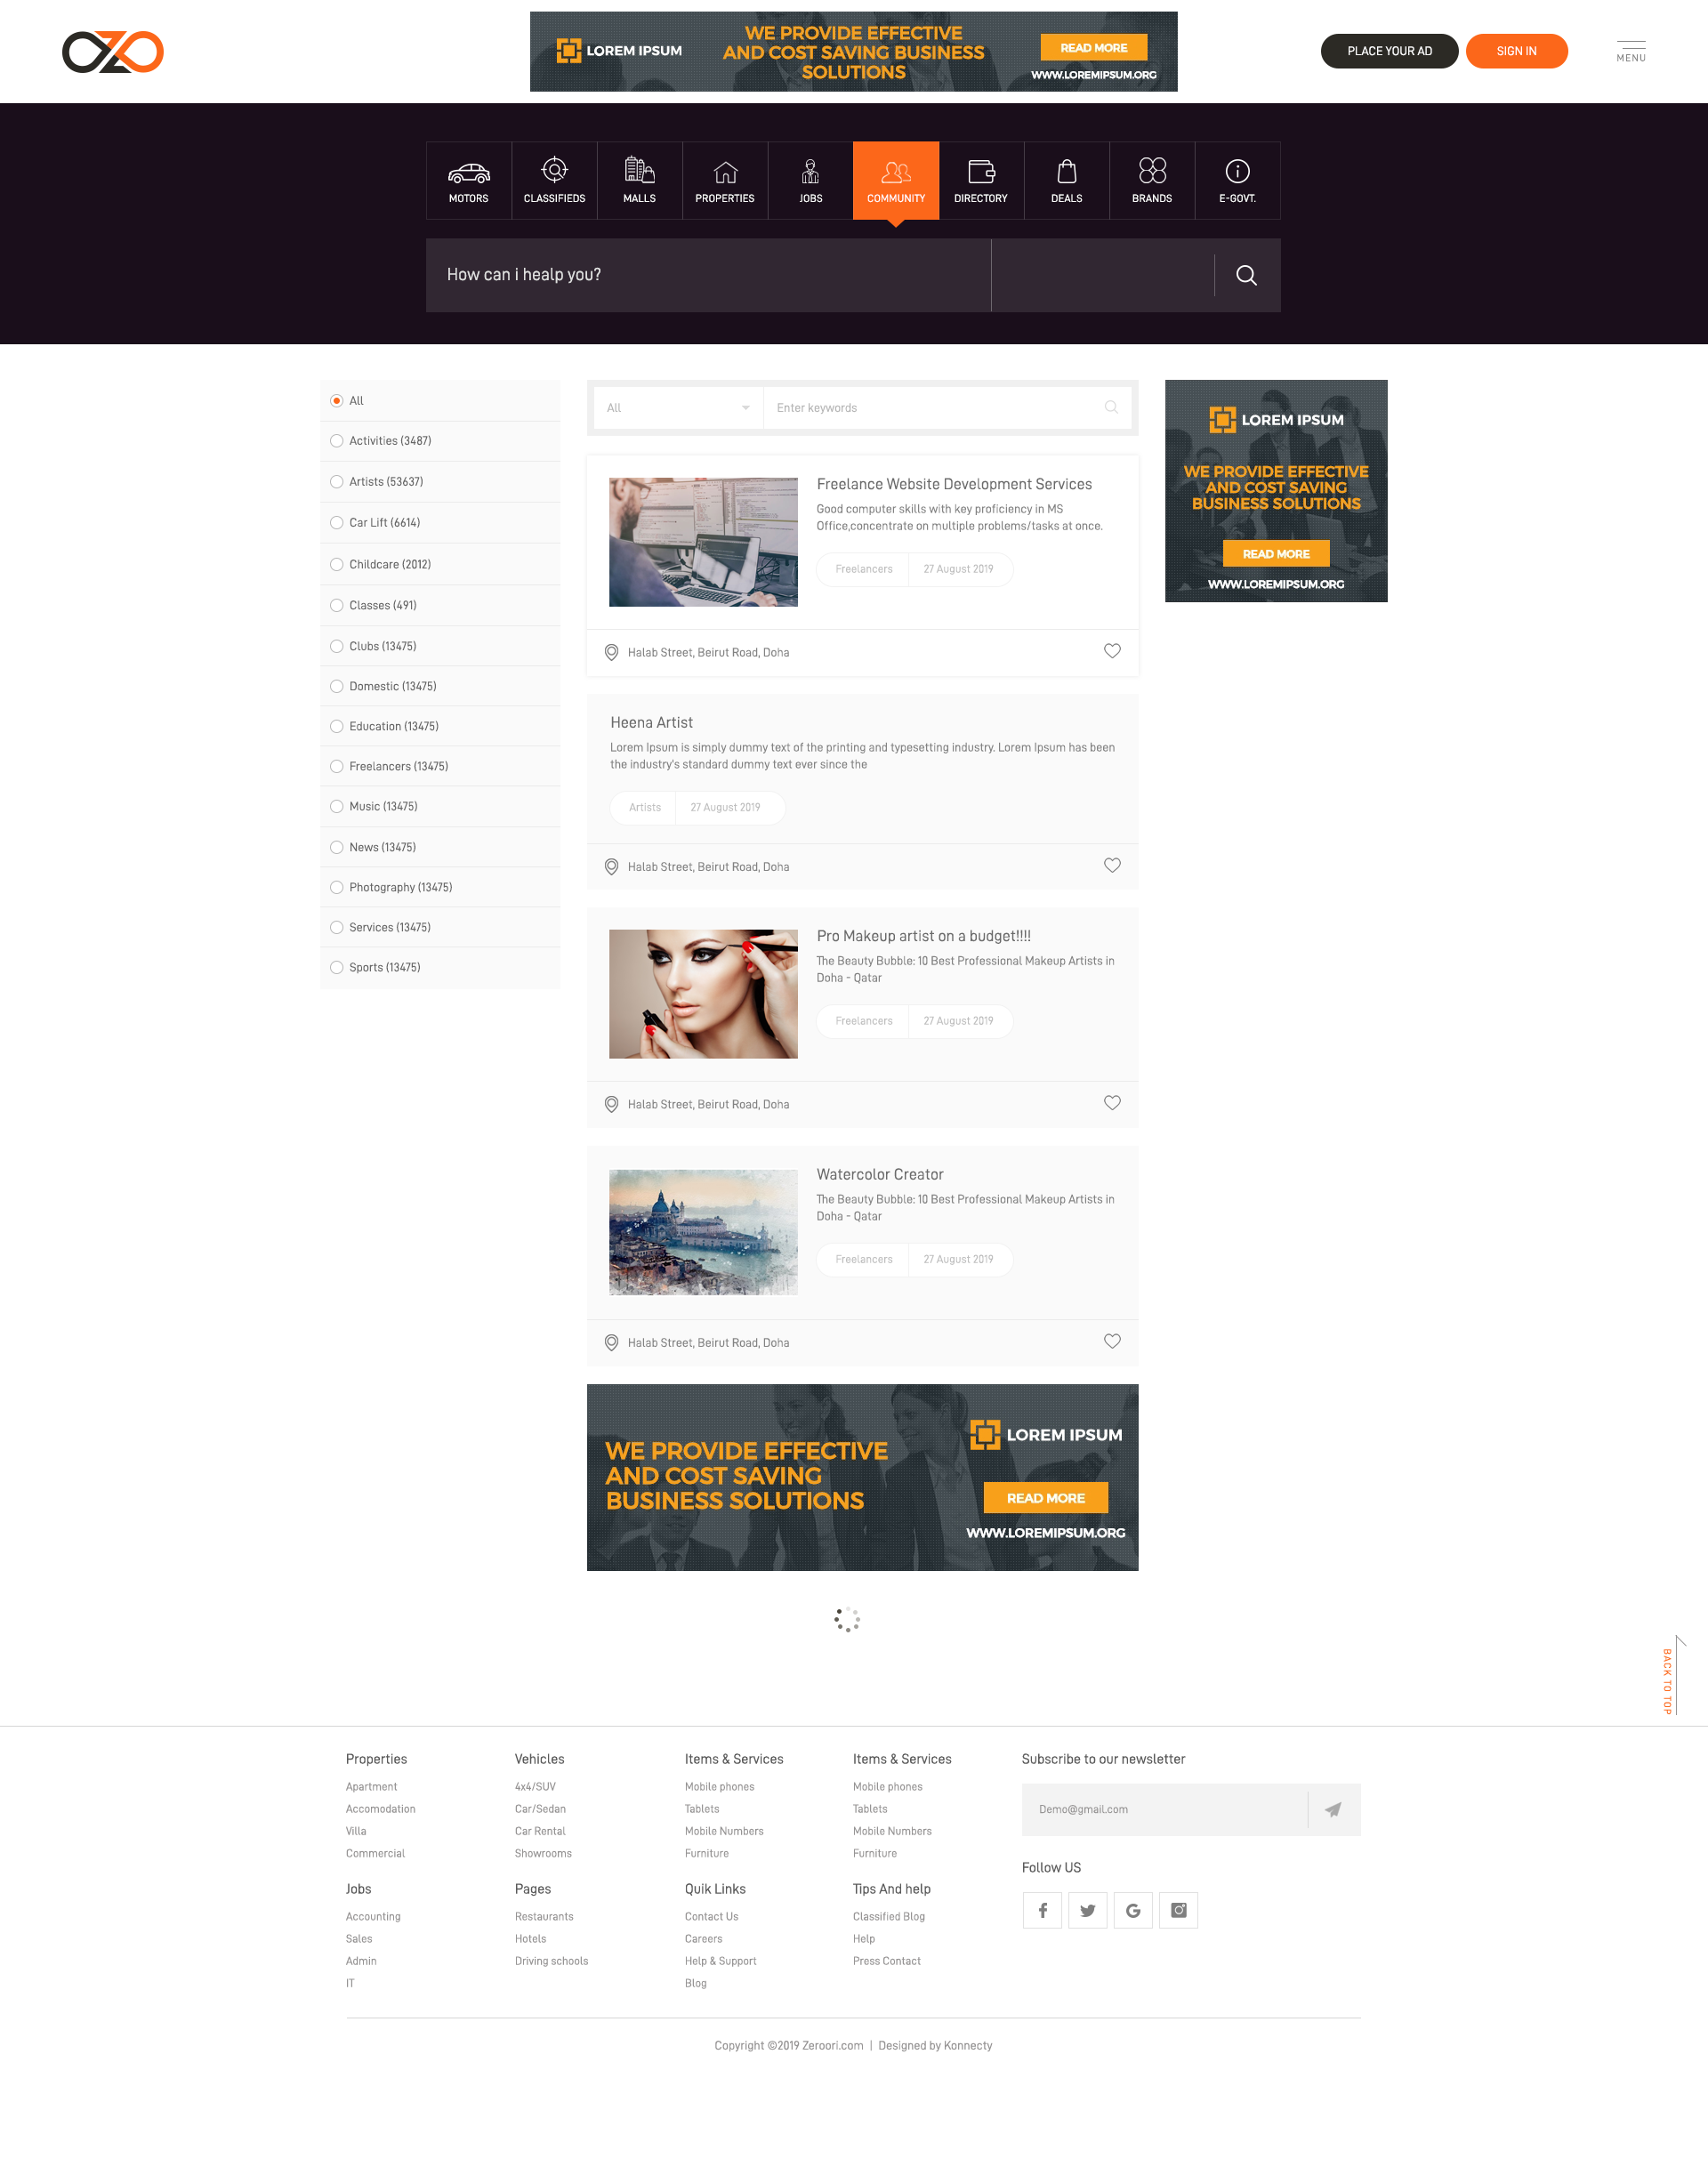 OZO
LOREM IPSUM
WE PROVIDE EFFECTIVE
AND COST SAVING BUSINESS
SOLUTIONS
READ MORE
WWW.LOREMIPSUM.ORG
PLACE YOUR AD
SIGN IN
MENU
MOTORS
CLASSIFIEDS
MALLS
PROPERTIES
JOBS
COMMUNITY
DIRECTORY
DEALS
BRANDS
E-GOVT.
How can i healp you?
All
Activities (3487)
Artists (53637)
Car Lift (6614)
Childcare (2012)
Classes (491)
Clubs (13475)
Domestic (13475)
Education (13475)
Freelancers (13475)
Music (13475)
News (13475)
Photography (13475)
Services (13475)
Sports (13475)
All
Enter keywords
Freelance Website Development Services
Good computer skills with key proficiency in MS
Office,concentrate on multiple problems/tasks at once.
Freelancers
27 August 2019
Halab Street, Beirut Road, Doha
Heena Artist
Lorem Ipsum is simply dummy text of the printing and typesetting industry. Lorem Ipsum has been
the industry's standard dummy text ever since the
Artists
27 August 2019
Halab Street, Beirut Road, Doha
Pro Makeup artist on a budget!!!!
The Beauty Bubble: 10 Best Professional Makeup Artists in
Doha - Qatar
Freelancers
27 August 2019
Halab Street, Beirut Road, Doha
Watercolor Creator
The Beauty Bubble: 10 Best Professional Makeup Artists in
Doha - Qatar
Freelancers
27 August 2019
Halab Street, Beirut Road, Doha
WE PROVIDE EFFECTIVE
AND COST SAVING
BUSINESS SOLUTIONS
LOREM IPSUM
READ MORE
WWW.LOREMIPSUM.ORG
LOREM IPSUM
WE PROVIDE EFFECTIVE
AND COST SAVING
BUSINESS SOLUTIONS
READ MORE
WWW.LOREMIPSUM.ORG
BACK TO TOP
Properties
Apartment
Accomodation
Villa
Commercial
Vehicles
4x4/SUV
Car/Sedan
Car Rental
Showrooms
Items & Services
Mobile phones
Tablets
Mobile Numbers
Furniture
Items & Services
Mobile phones
Tablets
Mobile Numbers
Furniture
Subscribe to our newsletter
Demo@gmail.com
Follow US
Jobs
Accounting
Sales
Admin
IT
Pages
Restaurants
Hotels
Driving schools
Quik Links
Contact Us
Careers
Help & Support
Blog
Tips And help
Classified Blog
Help
Press Contact
Copyright ©2019 Zeroori.com | Designed by Konnecty